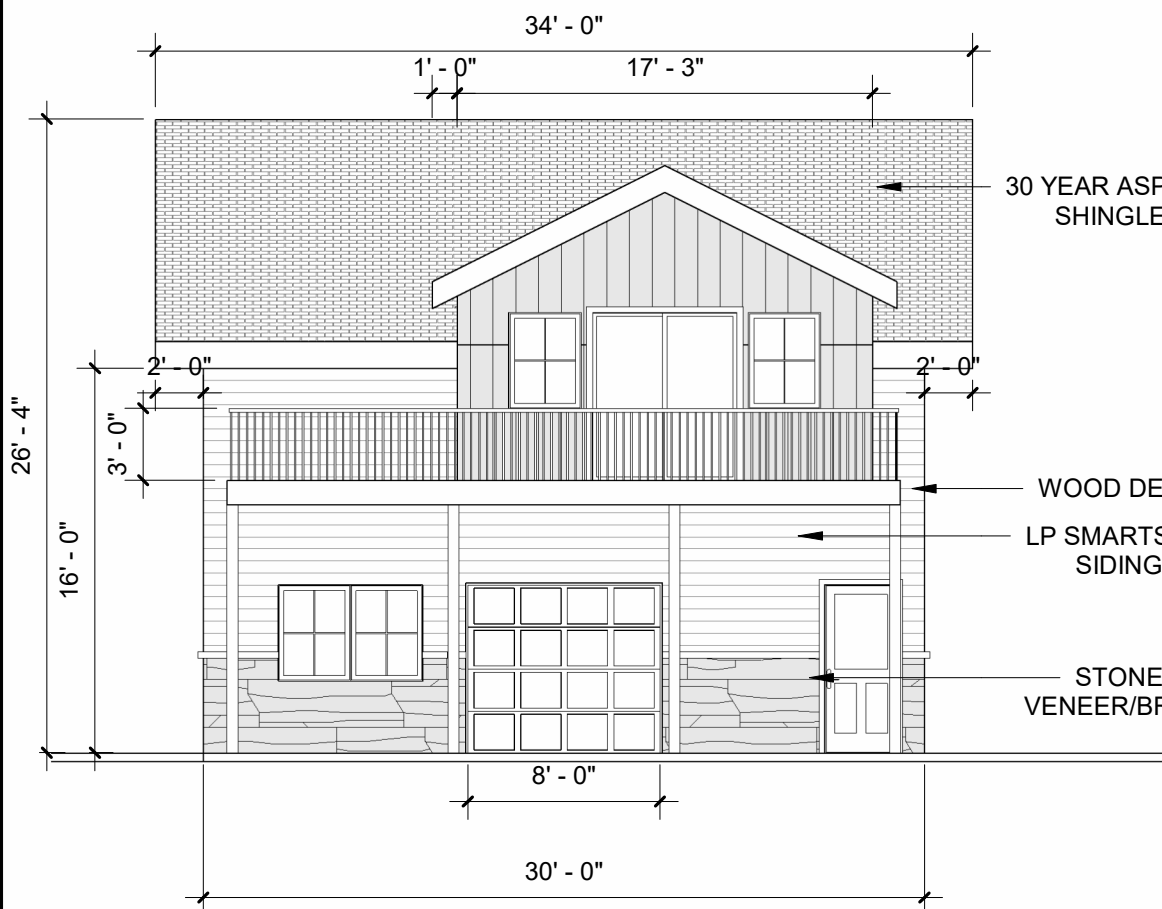 34' - 0"
1' - 0"
17' - 3"
30 YEAR ASP
SHINGLE
2' - 0"
2' - 0"
26' - 4"
3' - 0"
16' - 0"
WOOD DE
LP SMARTS
SIDING
STONE
VENEER/BR
8' - 0"
30' - 0"